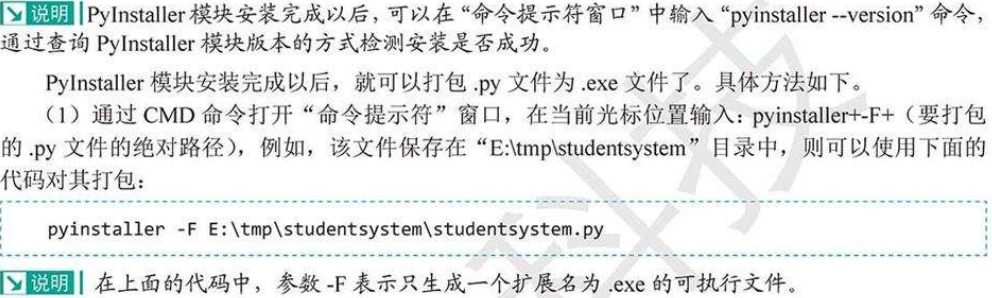 说明 PyInstaller 模块安装完成以后，可以在“命令提示符窗口”中输入“pyinstaller --version”命令，
通过查询 PyInstaller 模块版本的方式检测安装是否成功。
PyInstaller 模块安装完成以后，就可以打包 .py 文件为 .exe 文件了。具体方法如下。
（1）通过 CMD 命令打开“命令提示符”窗口，在当前光标位置输入：pyinstaller+-F+（要打包
的 .py 文件的绝对路径），例如，该文件保存在“E:\tmp\studentsystem”目录中，则可以使用下面的
代码对其打包：
pyinstaller -F E:\tmp\studentsystem\studentsystem.py
说明 在上面的代码中，参数 -F 表示只生成一个扩展名为 .exe 的可执行文件。
科技